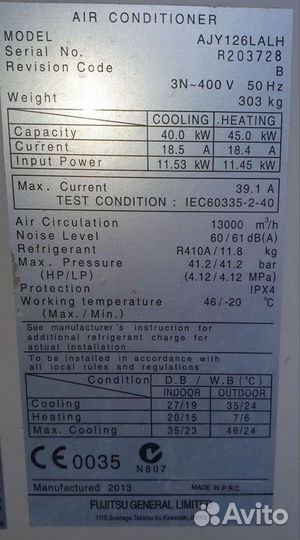 AIR CONDITIONER
MODEL AJY126LALH
Serial No. R203728
Revision Code B
3N~400 V 50 Hz
Weight 303 kg
COOLING HEATING
Capacity 40.0 kW 45.0 kW
Current 18.5 A 18.4 A
Input Power 11.53 kW 11.45 kW
Max. Current 39.1 A
TEST CONDITION : IEC60335-2-40
Air Circulation 13000 m³/h
Noise Level 60/61 dB(A)
Refrigerant R410A/11.8 kg
Max. Pressure 41.2/41.2 bar
(HP/LP) (4.12/4.12 MPa)
Protection IPX4
Working temperature 46/-20 °C
(Max./Min.)
See manufacturer's instruction for
additional refrigerant charge for
actual installation
To be installed in accordance with
all local rules and regulations
Condition D.B / W.B (°C)
INDOOR OUTDOOR
Cooling 27/19 35/24
Heating 20/15 7/6
Max. Cooling 35/23 46/24
CE 0035 N807
Manufactured 2013 MADE IN P.R.C.
FUJITSU GENERAL LIMITED
1116, Suenaga, Takatsu-ku, Kawasaki,
Avito